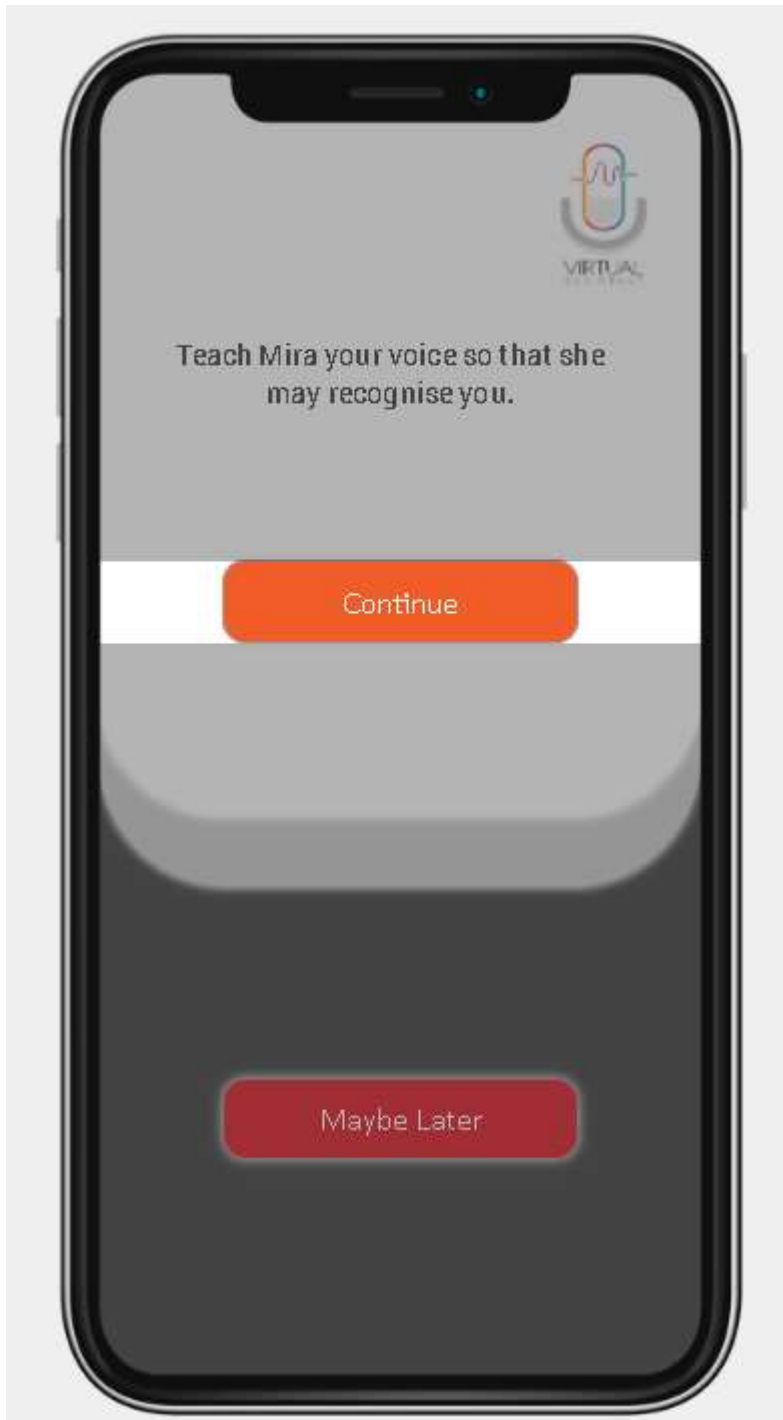 VIRTUAL
Teach Mira your voice so that she
may recognise you.
Continue
Maybe Later